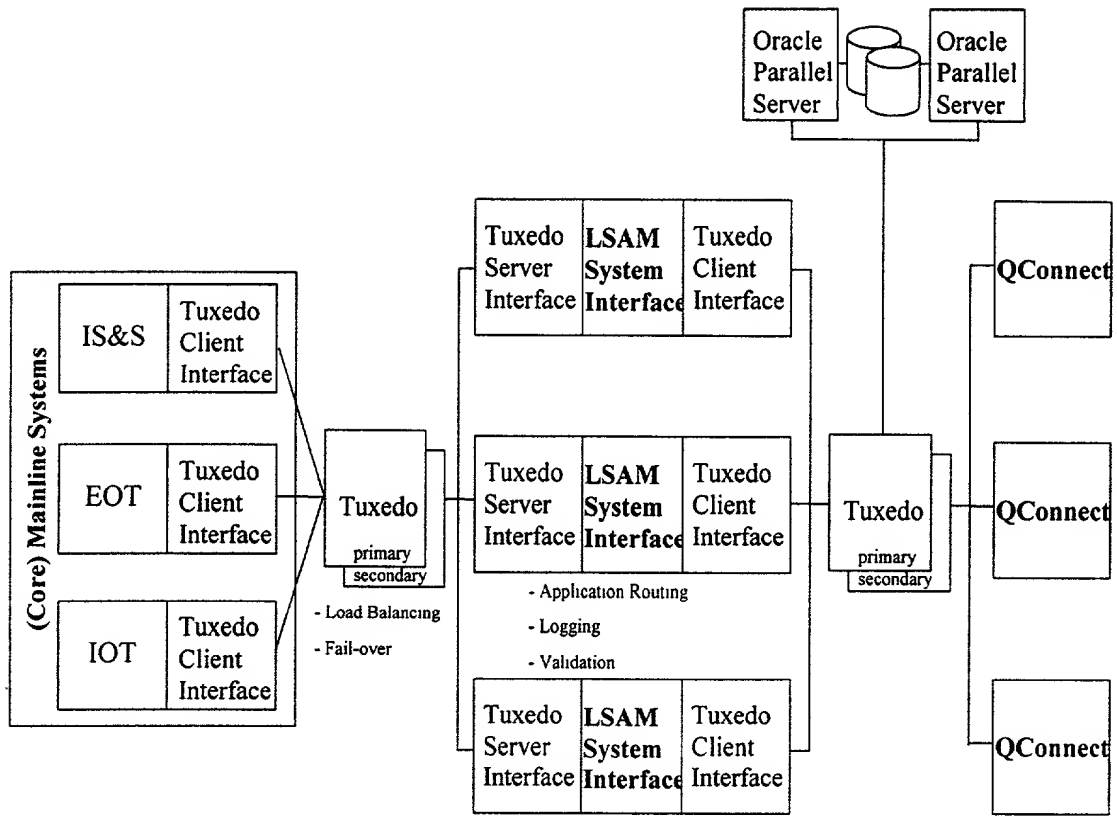 Oracle
Parallel
Server
Oracle
Parallel
Server
(Core) Mainline Systems
IS&S
Tuxedo
Client
Interface
EOT
Tuxedo
Client
Interface
IOT
Tuxedo
Client
Interface
Tuxedo
primary
secondary
- Load Balancing
- Fail-over
Tuxedo
Server
Interface
LSAM
System
Interface
Tuxedo
Client
Interface
Tuxedo
Server
Interface
LSAM
System
Interface
Tuxedo
Client
Interface
- Application Routing
- Logging
- Validation
Tuxedo
Server
Interface
LSAM
System
Interface
Tuxedo
Client
Interface
Tuxedo
primary
secondary
QConnect
QConnect
QConnect